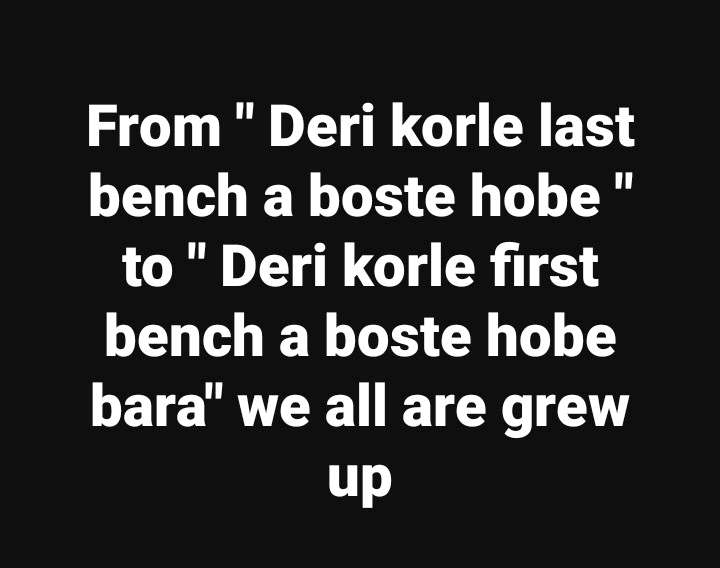 From " Deri korle last
bench a boste hobe "
to " Deri korle first
bench a boste hobe
bara" we all are grew
up